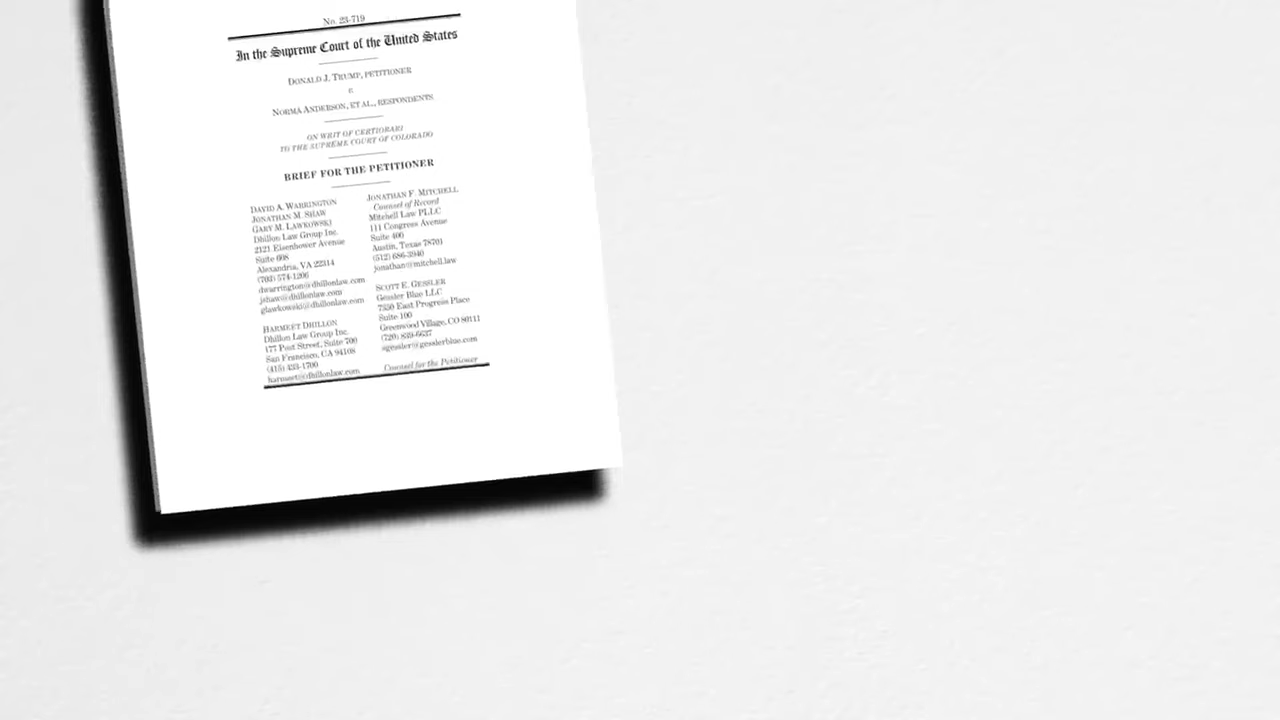 No. 23-719
In the Supreme Court of the United States
DONALD J. TRUMP, PETITIONER
v.
NORMA ANDERSON, ET AL., RESPONDENTS
ON WRIT OF CERTIORARI
TO THE SUPREME COURT OF COLORADO
BRIEF FOR THE PETITIONER
DAVID A. WARRINGTON
JONATHAN M. SHAW
GARY M. LAWKOWSKI
Dhillon Law Group Inc.
2121 Eisenhower Avenue
Suite 608
Alexandria, VA 22314
(703) 574-1206
dwarrington@dhillonlaw.com
jshaw@dhillonlaw.com
glawkowski@dhillonlaw.com
HARMEET DHILLON
Dhillon Law Group Inc.
177 Post Street, Suite 700
San Francisco, CA 94108
(415) 433-1700
harmeet@dhillonlaw.com
JONATHAN F. MITCHELL
Counsel of Record
Mitchell Law PLLC
111 Congress Avenue
Suite 400
Austin, Texas 78701
(512) 686-3940
jonathan@mitchell.law
SCOTT E. GESSLER
Gessler Blue LLC
7350 East Progress Place
Suite 100
Greenwood Village, CO 80111
(720) 839-6637
sgessler@gesslerblue.com
Counsel for the Petitioner